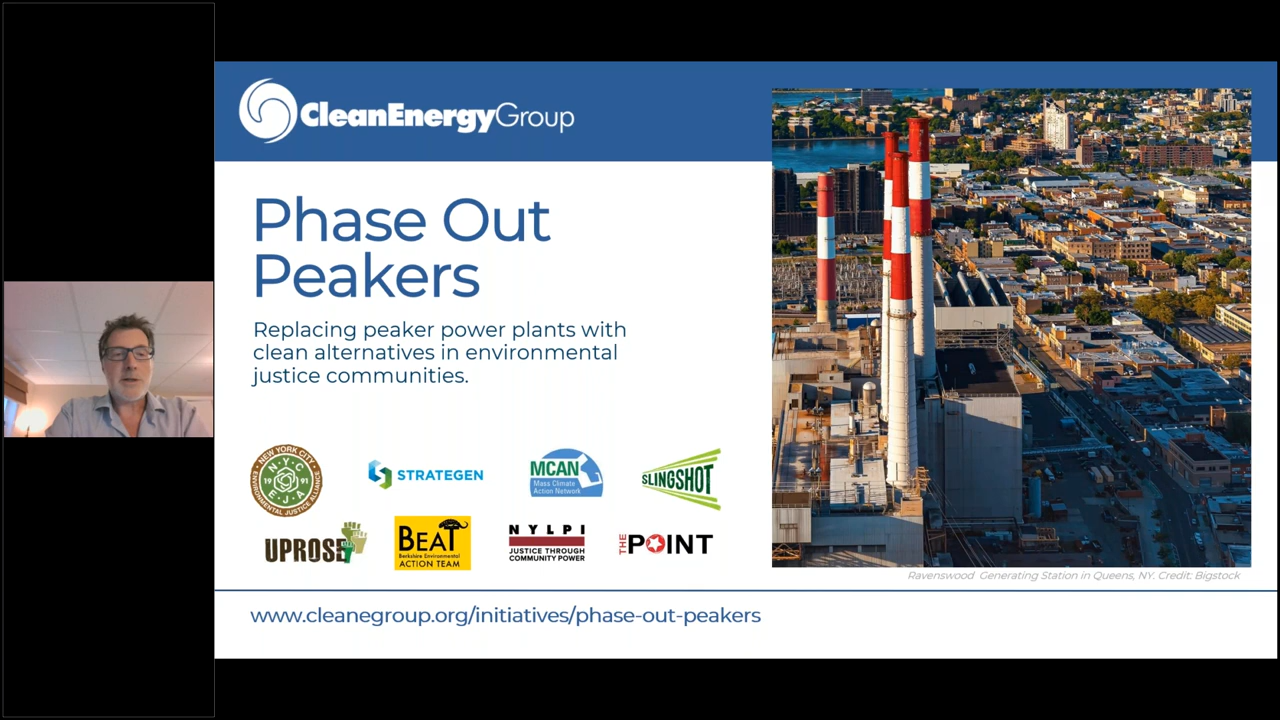 CleanEnergyGroup
Phase Out
Peakers
Replacing peaker power plants with
clean alternatives in environmental
justice communities.
NEW YORK CITY
N·Y·C
19 91
E·J·A
ENVIRONMENTAL JUSTICE ALLIANCE
STRATEGEN
MCAN
Mass Climate
Action Network
SLINGSHOT
UPROSE
BEAT
Berkshire Environmental
ACTION TEAM
NYLPI
JUSTICE THROUGH
COMMUNITY POWER
THE POINT
Ravenswood Generating Station in Queens, NY. Credit: Bigstock
www.cleanegroup.org/initiatives/phase-out-peakers